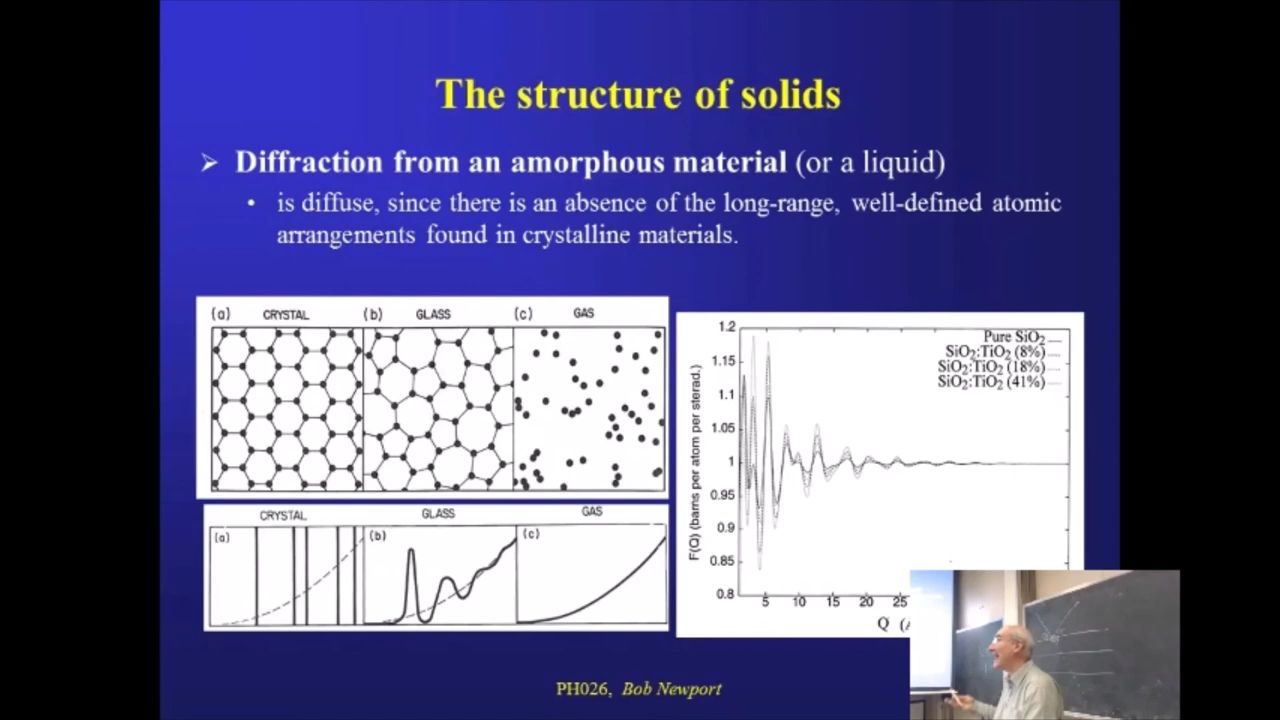 The structure of solids
➢ Diffraction from an amorphous material (or a liquid)
• is diffuse, since there is an absence of the long-range, well-defined atomic
arrangements found in crystalline materials.
(a) CRYSTAL (b) GLASS (c) GAS
CRYSTAL GLASS GAS
(a) (b) (c)
1.2
1.15
1.1
1.05
1
0.95
0.9
0.85
0.8
F(Q) (barns per atom per sterad.)
Pure SiO₂
SiO₂:TiO₂ (8%)
SiO₂:TiO₂ (18%)
SiO₂:TiO₂ (41%)
5 10 15 20 25
Q
PH026, Bob Newport